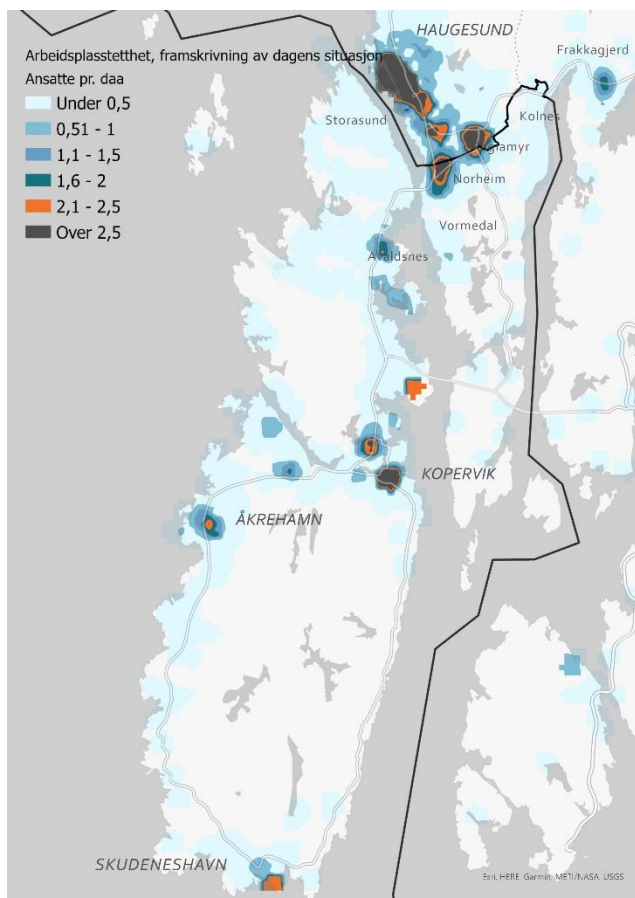 Arbeidsplasstetthet, framskrivning av dagens situasjon
Ansatte pr. daa
Under 0,5
0,51 - 1
1,1 - 1,5
1,6 - 2
2,1 - 2,5
Over 2,5
HAUGESUND
Frakkagjerd
Storasund
Kolnes
Norheim
Vormedal
Avaldsnes
KOPERVIK
ÅKREHAMN
SKUDENESHAVN
Esri, HERE, Garmin, METI/NASA, USGS